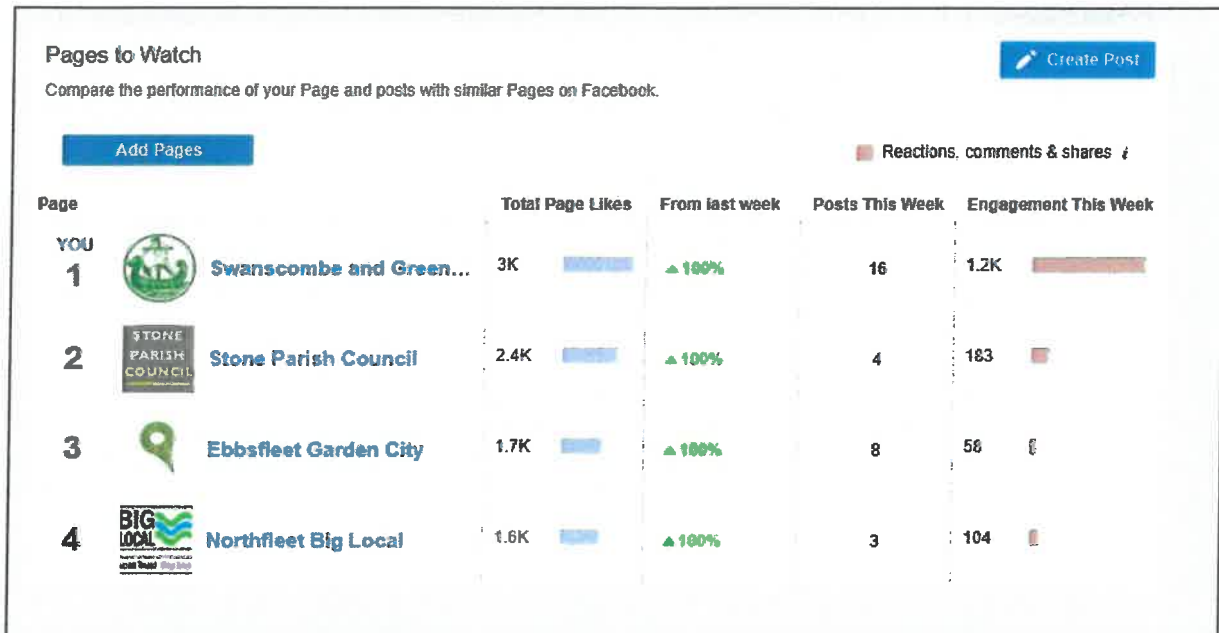 Pages to Watch
Create Post
Compare the performance of your Page and posts with similar Pages on Facebook.
Add Pages
Reactions, comments & shares i
Page Total Page Likes From last week Posts This Week Engagement This Week
YOU
1 Swanscombe and Green... 3K ▲100% 16 1.2K
STONE
PARISH
COUNCIL
2 Stone Parish Council 2.4K ▲100% 4 183
3 Ebbsfleet Garden City 1.7K ▲100% 8 58
BIG
LOCAL
4 Northfleet Big Local 1.6K ▲100% 3 104